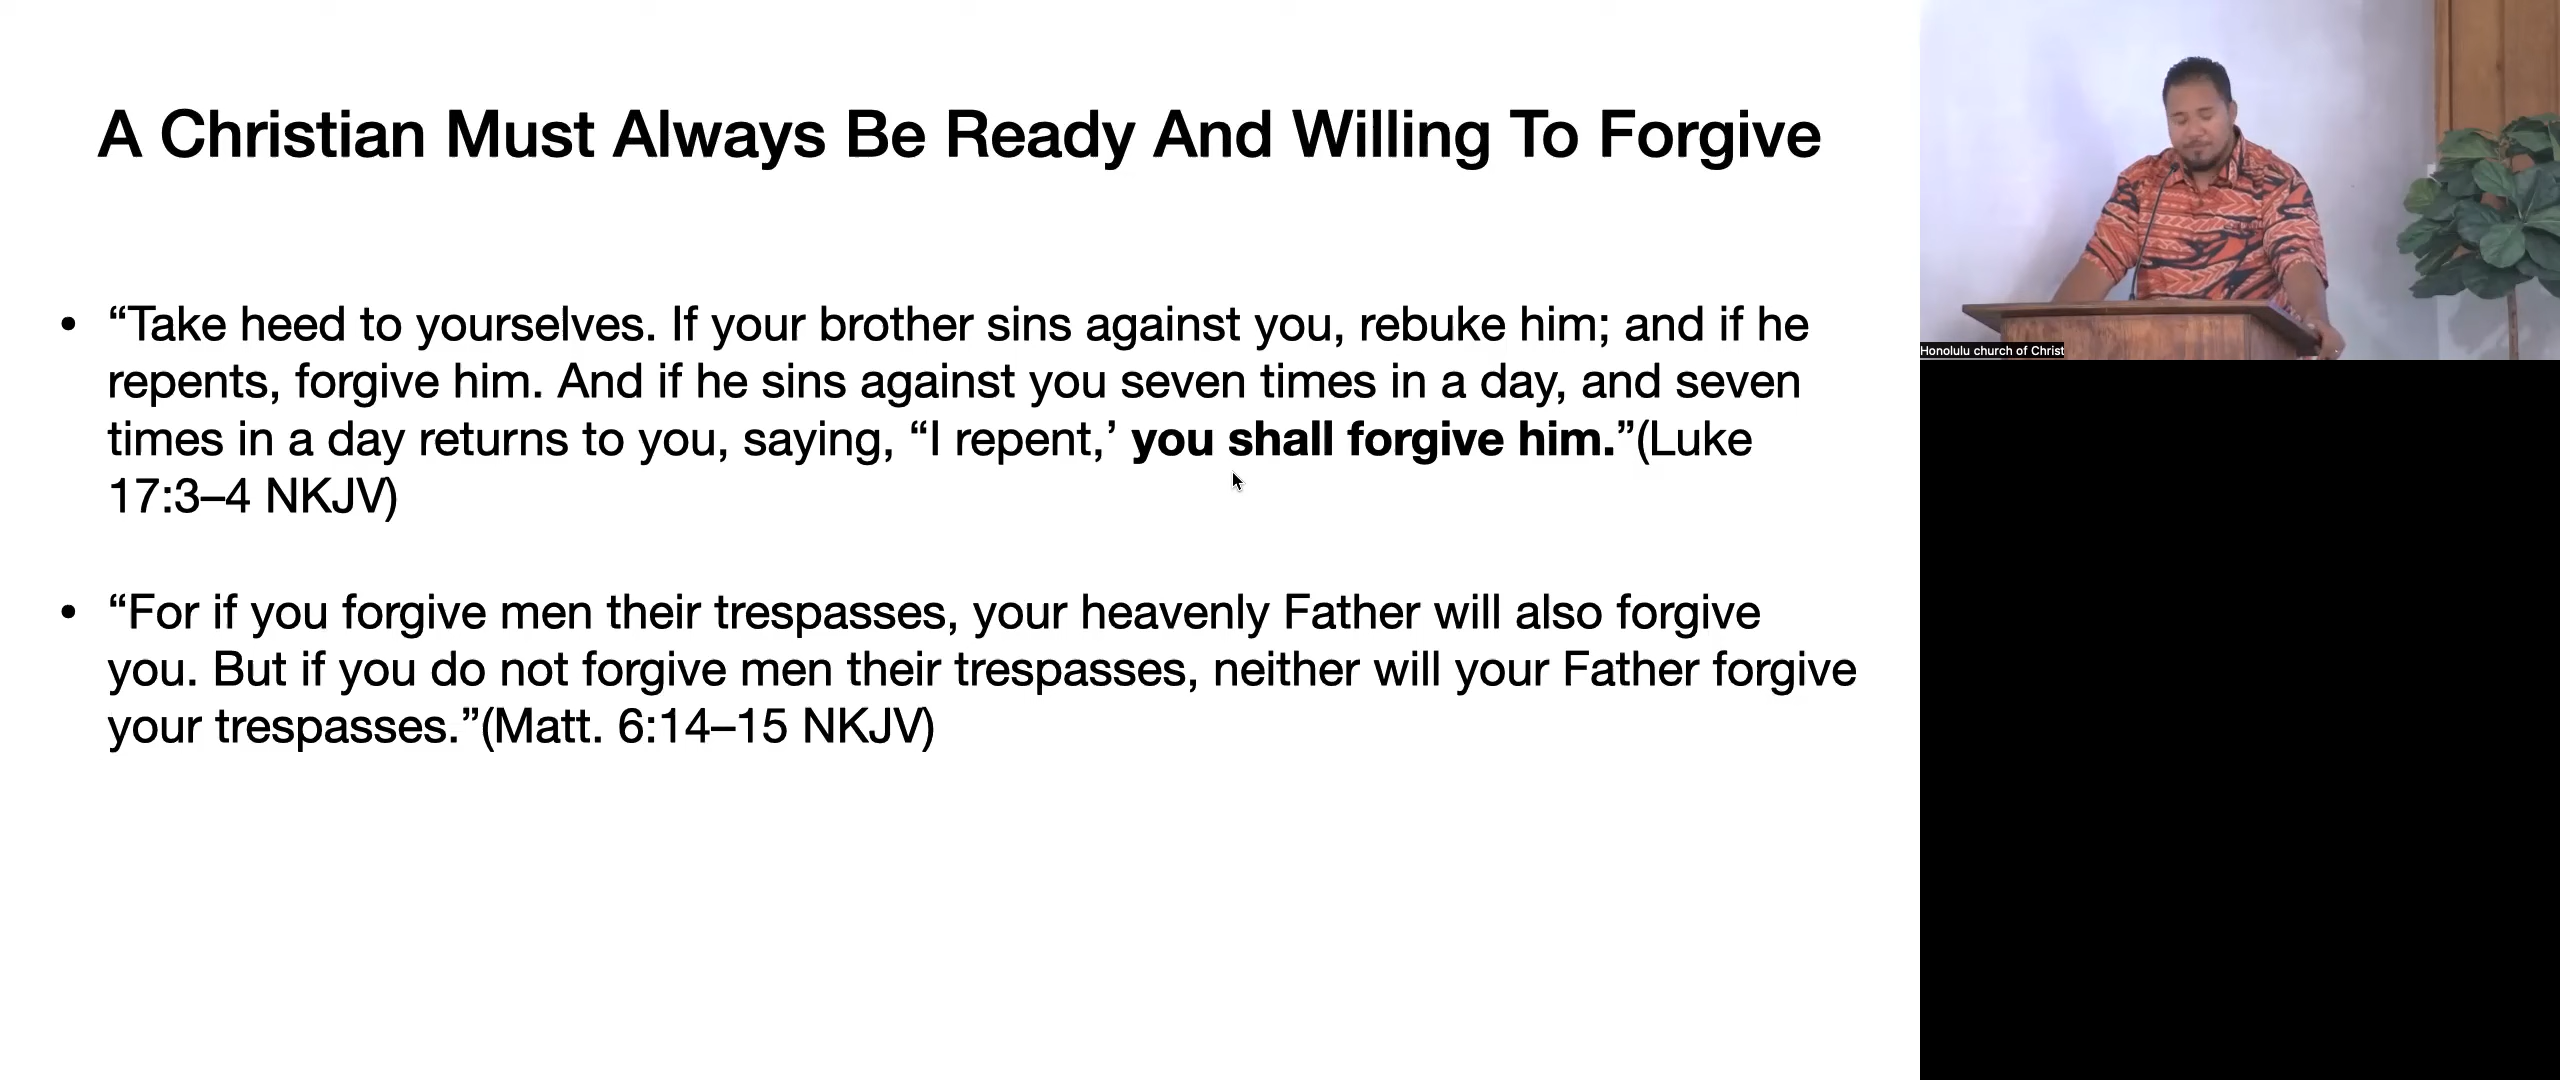 A Christian Must Always Be Ready And Willing To Forgive
• “Take heed to yourselves. If your brother sins against you, rebuke him; and if he
repents, forgive him. And if he sins against you seven times in a day, and seven
times in a day returns to you, saying, “I repent,’ you shall forgive him.”(Luke
17:3–4 NKJV)
• “For if you forgive men their trespasses, your heavenly Father will also forgive
you. But if you do not forgive men their trespasses, neither will your Father forgive
your trespasses.”(Matt. 6:14–15 NKJV)
Honolulu church of Christ